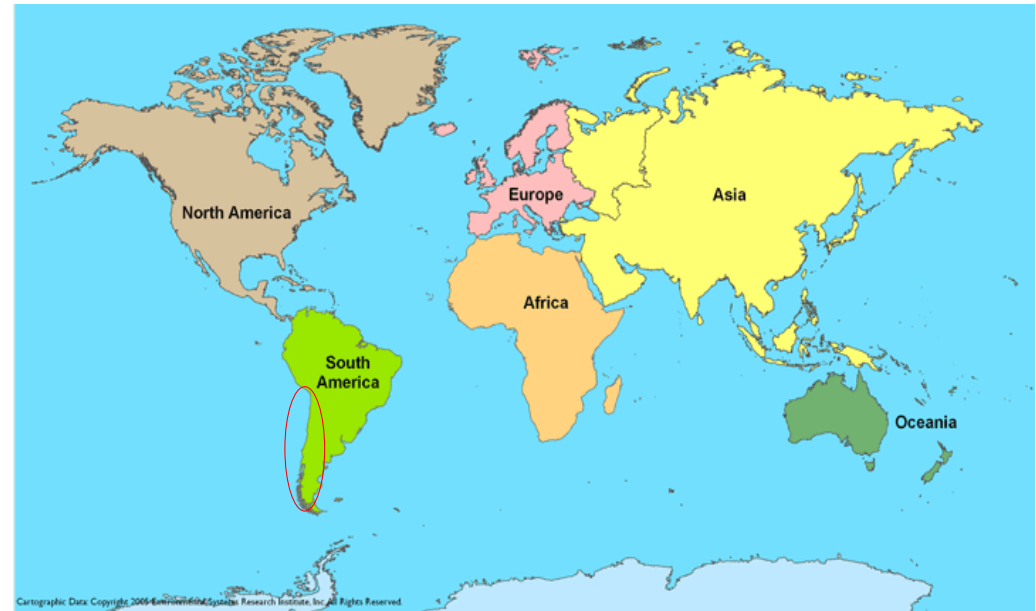 North America
Europe
Asia
Africa
South
America
Oceania
Cartographic Data: Copyright 2005 Environmental Systems Research Institute, Inc. All Rights Reserved.